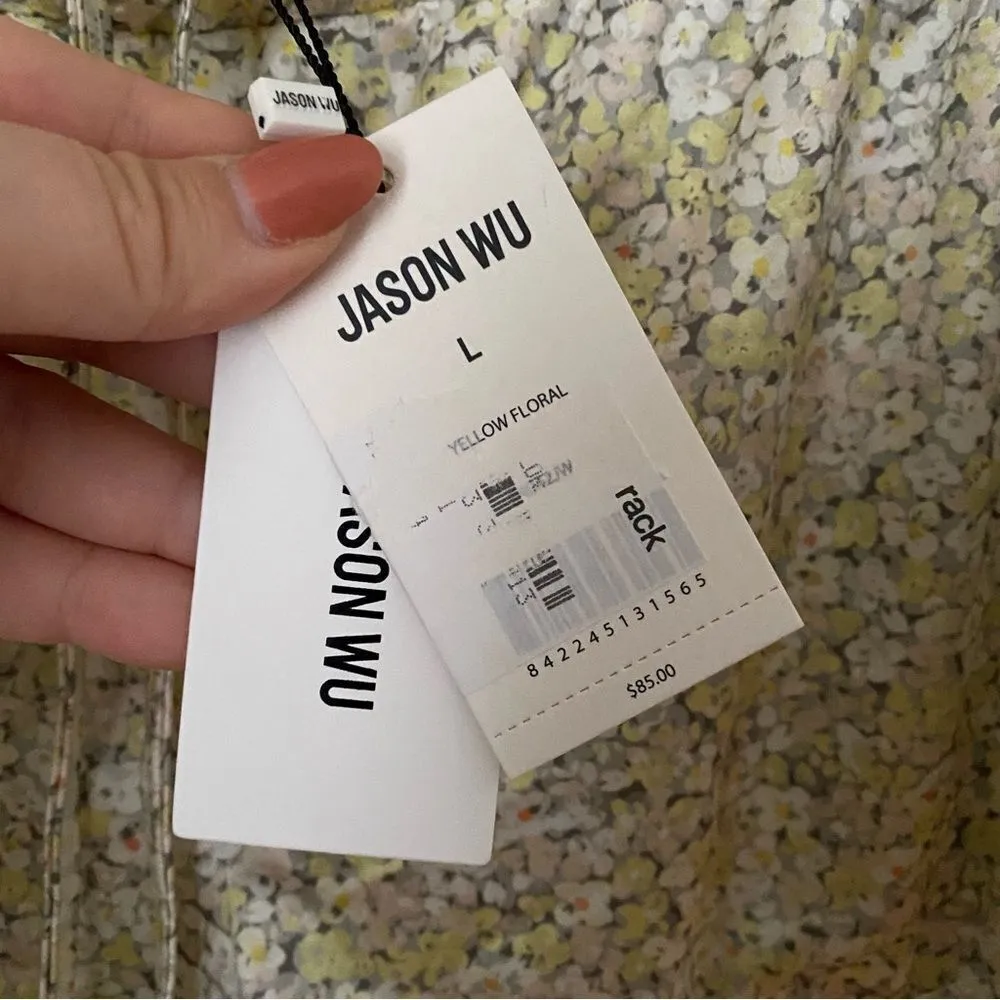 JASON WU
JASON WU
L
YELLOW FLORAL
rack
842245131565
$85.00
JASON WU